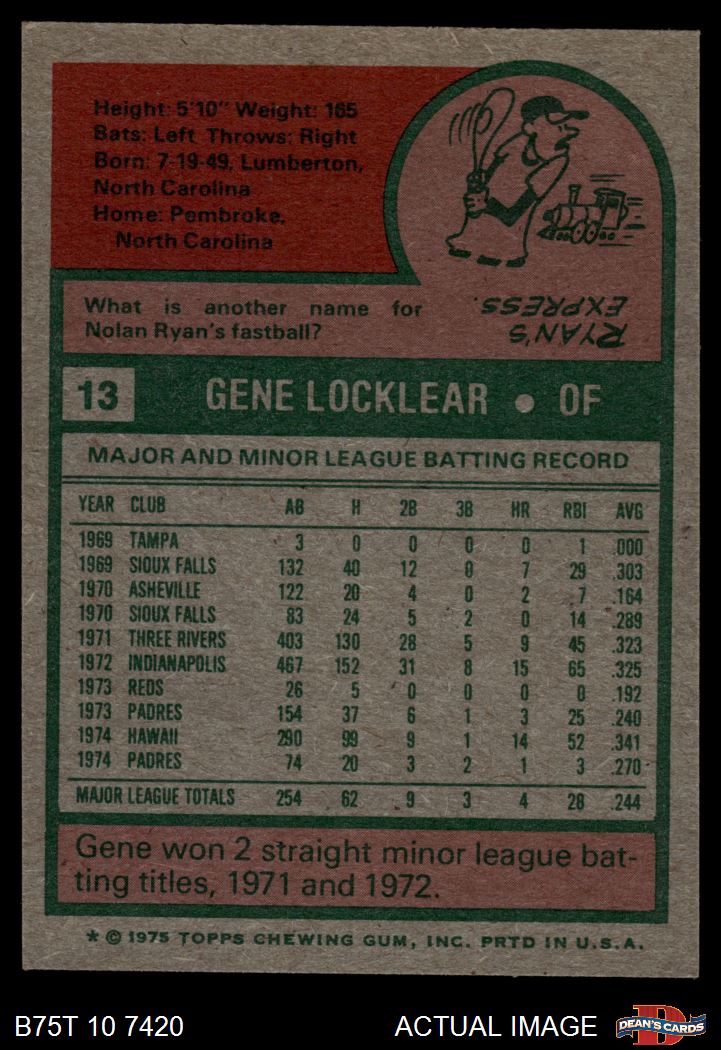 Height: 5'10" Weight: 165
Bats: Left Throws: Right
Born: 7-19-49, Lumberton,
North Carolina
Home: Pembroke,
North Carolina
What is another name for
Nolan Ryan's fastball?
RYAN'S
EXPRESS.
13 GENE LOCKLEAR • OF
MAJOR AND MINOR LEAGUE BATTING RECORD
YEAR CLUB AB H 2B 3B HR RBI AVG
1969 TAMPA 3 0 0 0 0 1 .000
1969 SIOUX FALLS 132 40 12 0 7 29 .303
1970 ASHEVILLE 122 20 4 0 2 7 .164
1970 SIOUX FALLS 83 24 5 2 0 14 .289
1971 THREE RIVERS 403 130 28 5 9 45 .323
1972 INDIANAPOLIS 467 152 31 8 15 65 .325
1973 REDS 26 5 0 0 0 0 .192
1973 PADRES 154 37 6 1 3 25 .240
1974 HAWAII 290 99 9 1 14 52 .341
1974 PADRES 74 20 3 2 1 3 .270
MAJOR LEAGUE TOTALS 254 62 9 3 4 28 .244
Gene won 2 straight minor league bat-
ting titles, 1971 and 1972.
* © 1975 TOPPS CHEWING GUM, INC. PRTD IN U.S.A.
B75T 10 7420 ACTUAL IMAGE
D
DEAN'S CARDS